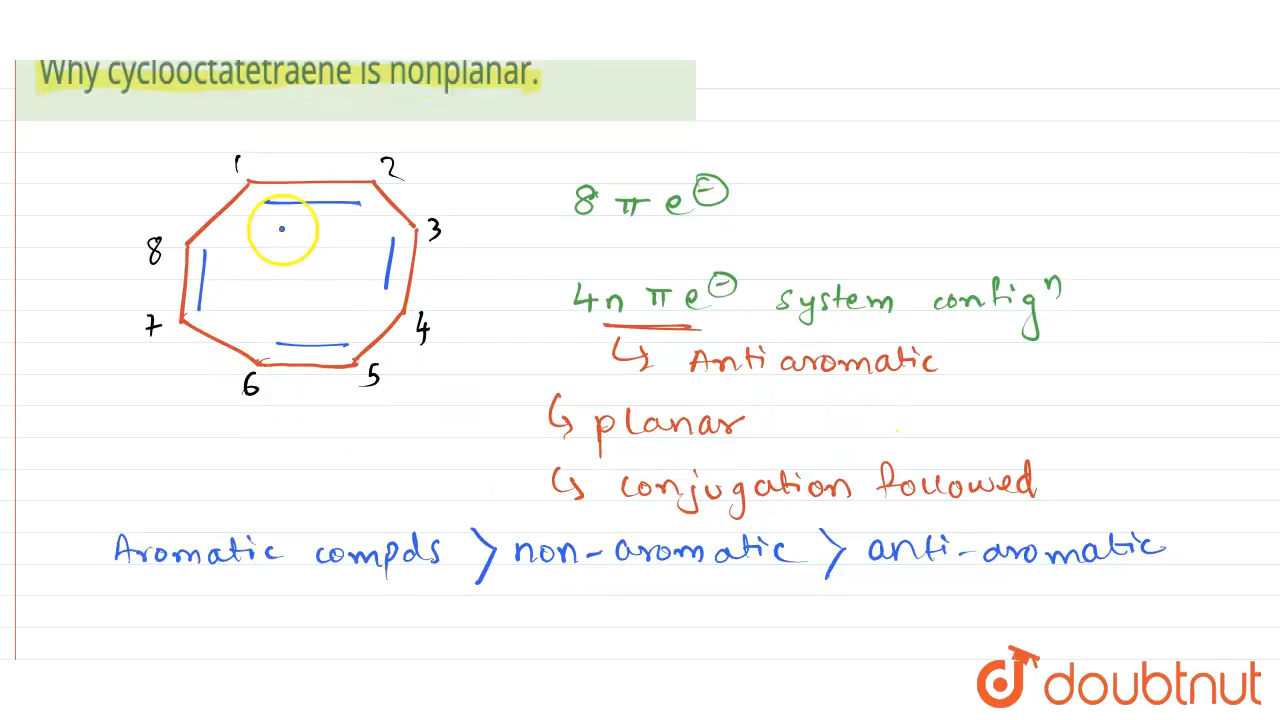 Why cyclooctatetraene is nonplanar.
1 2
8 3
7 4
6 5
8 π e⊖
4n π e⊖ system configⁿ
↳ Anti aromatic
↳ planar
↳ conjugation followed
Aromatic compds > non-aromatic > anti-aromatic
doubtnut